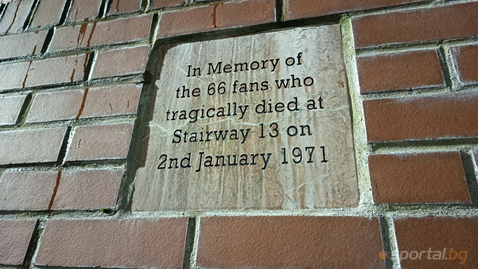 In Memory of
the 66 fans who
tragically died at
Stairway 13 on
2nd January 1971
sportal.bg